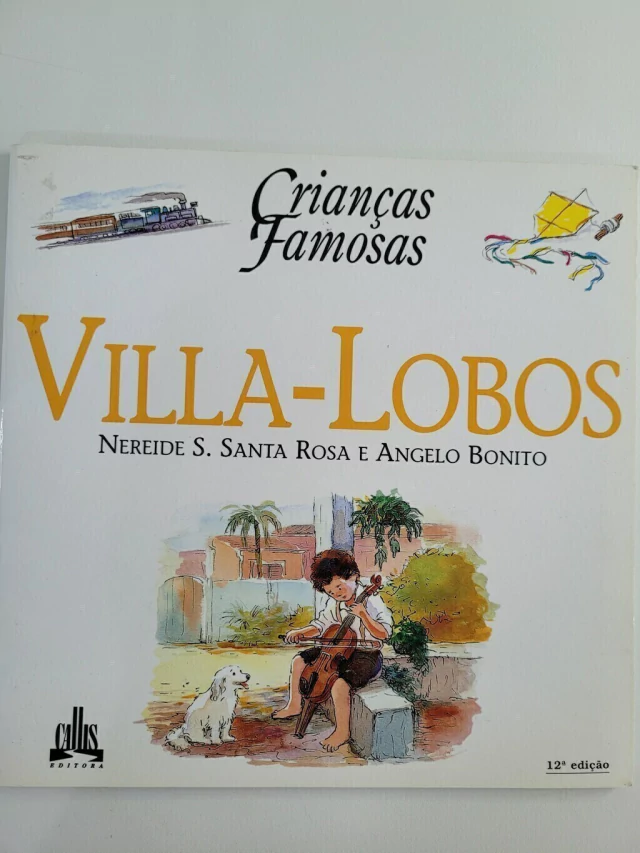 Crianças
Famosas
VILLA-LOBOS
NEREIDE S. SANTA ROSA E ANGELO BONITO
CALLIS
EDITORA
12ª edição